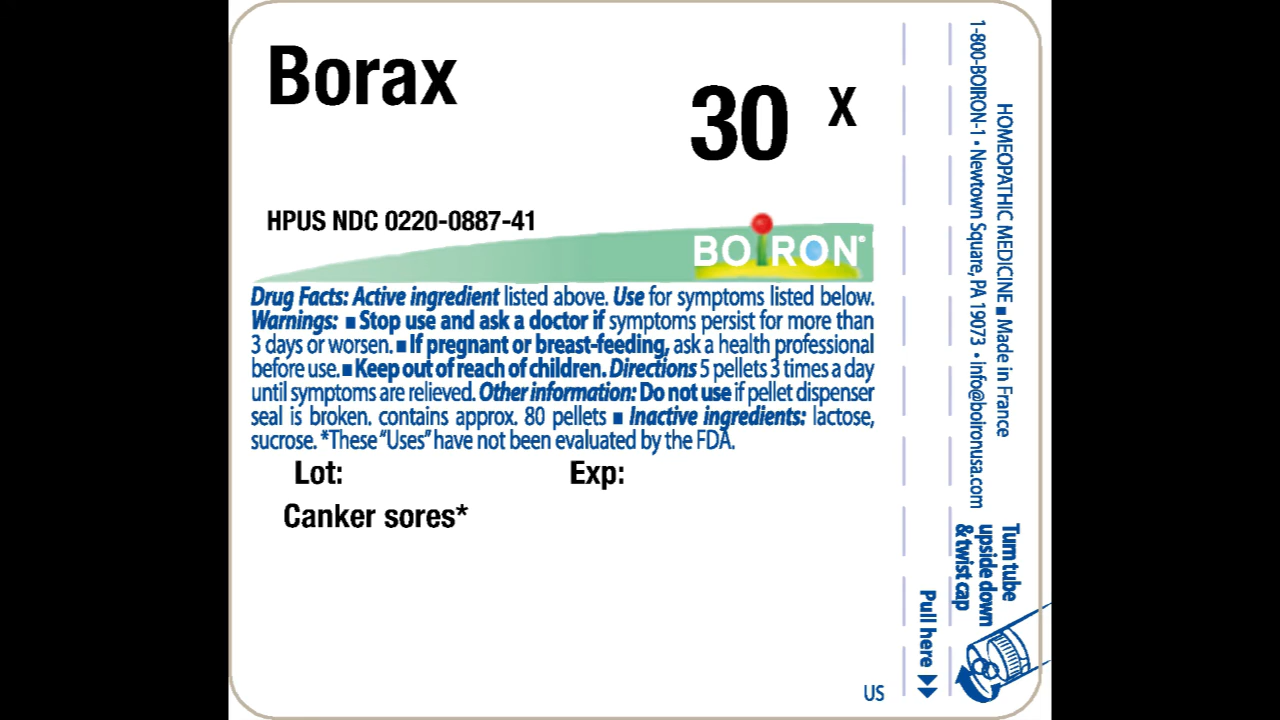 Borax
30 X
HPUS NDC 0220-0887-41
BOIRON®
Drug Facts: Active ingredient listed above. Use for symptoms listed below.
Warnings: ■ Stop use and ask a doctor if symptoms persist for more than
3 days or worsen. ■ If pregnant or breast-feeding, ask a health professional
before use. ■ Keep out of reach of children. Directions 5 pellets 3 times a day
until symptoms are relieved. Other information: Do not use if pellet dispenser
seal is broken. contains approx. 80 pellets ■ Inactive ingredients: lactose,
sucrose. *These "Uses" have not been evaluated by the FDA.
Lot: Exp:
Canker sores*
US
Pull here
HOMEOPATHIC MEDICINE ■ Made in France
1-800-BOIRON-1 • Newtown Square, PA 19073 • info@boironusa.com
Turn tube
upside down
& twist cap